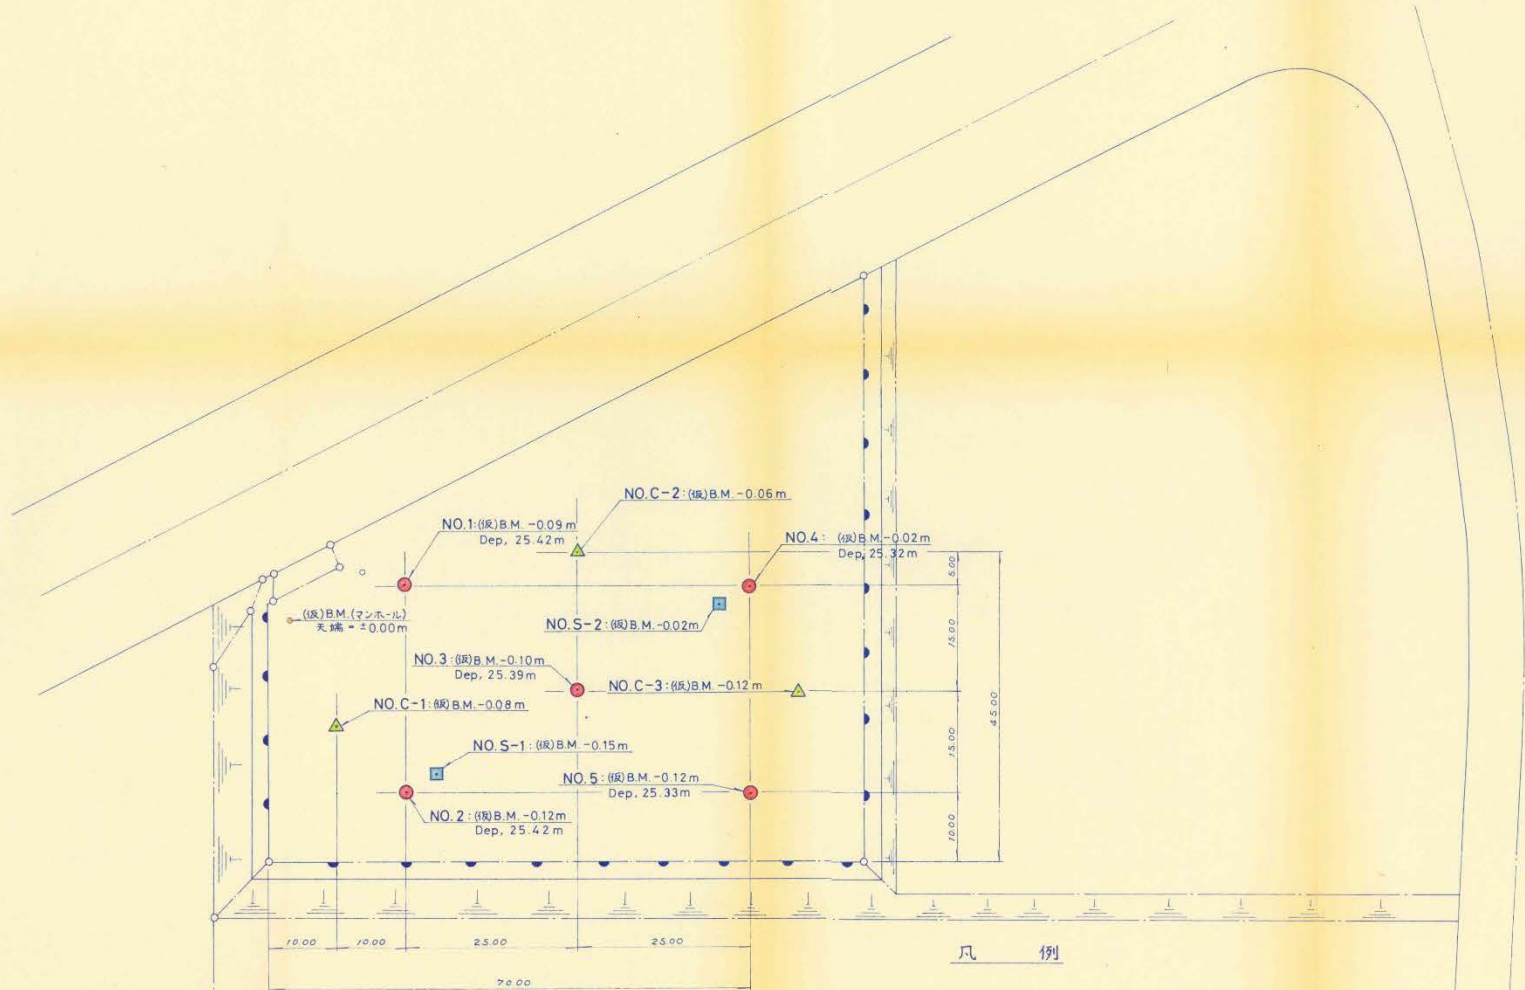 NO.C-2:(仮)B.M.-0.06m
NO.1:(仮)B.M.-0.09m
Dep, 25.42m
NO.4: (仮)B.M.-0.02m
Dep, 25.32m
5.00
(仮)B.M.(マンホール)
天端=±0.00m
NO.S-2:(仮)B.M.-0.02m
15.00
NO.3:(仮)B.M.-0.10m
Dep, 25.39m
NO.C-3:(仮)B.M.-0.12m
NO.C-1:(仮)B.M.-0.08m
45.00
NO.S-1:(仮)B.M.-0.15m
15.00
NO.5:(仮)B.M.-0.12m
Dep, 25.33m
NO.2:(仮)B.M.-0.12m
Dep, 25.42m
10.00
10.00 10.00 25.00 25.00
70.00
凡 例